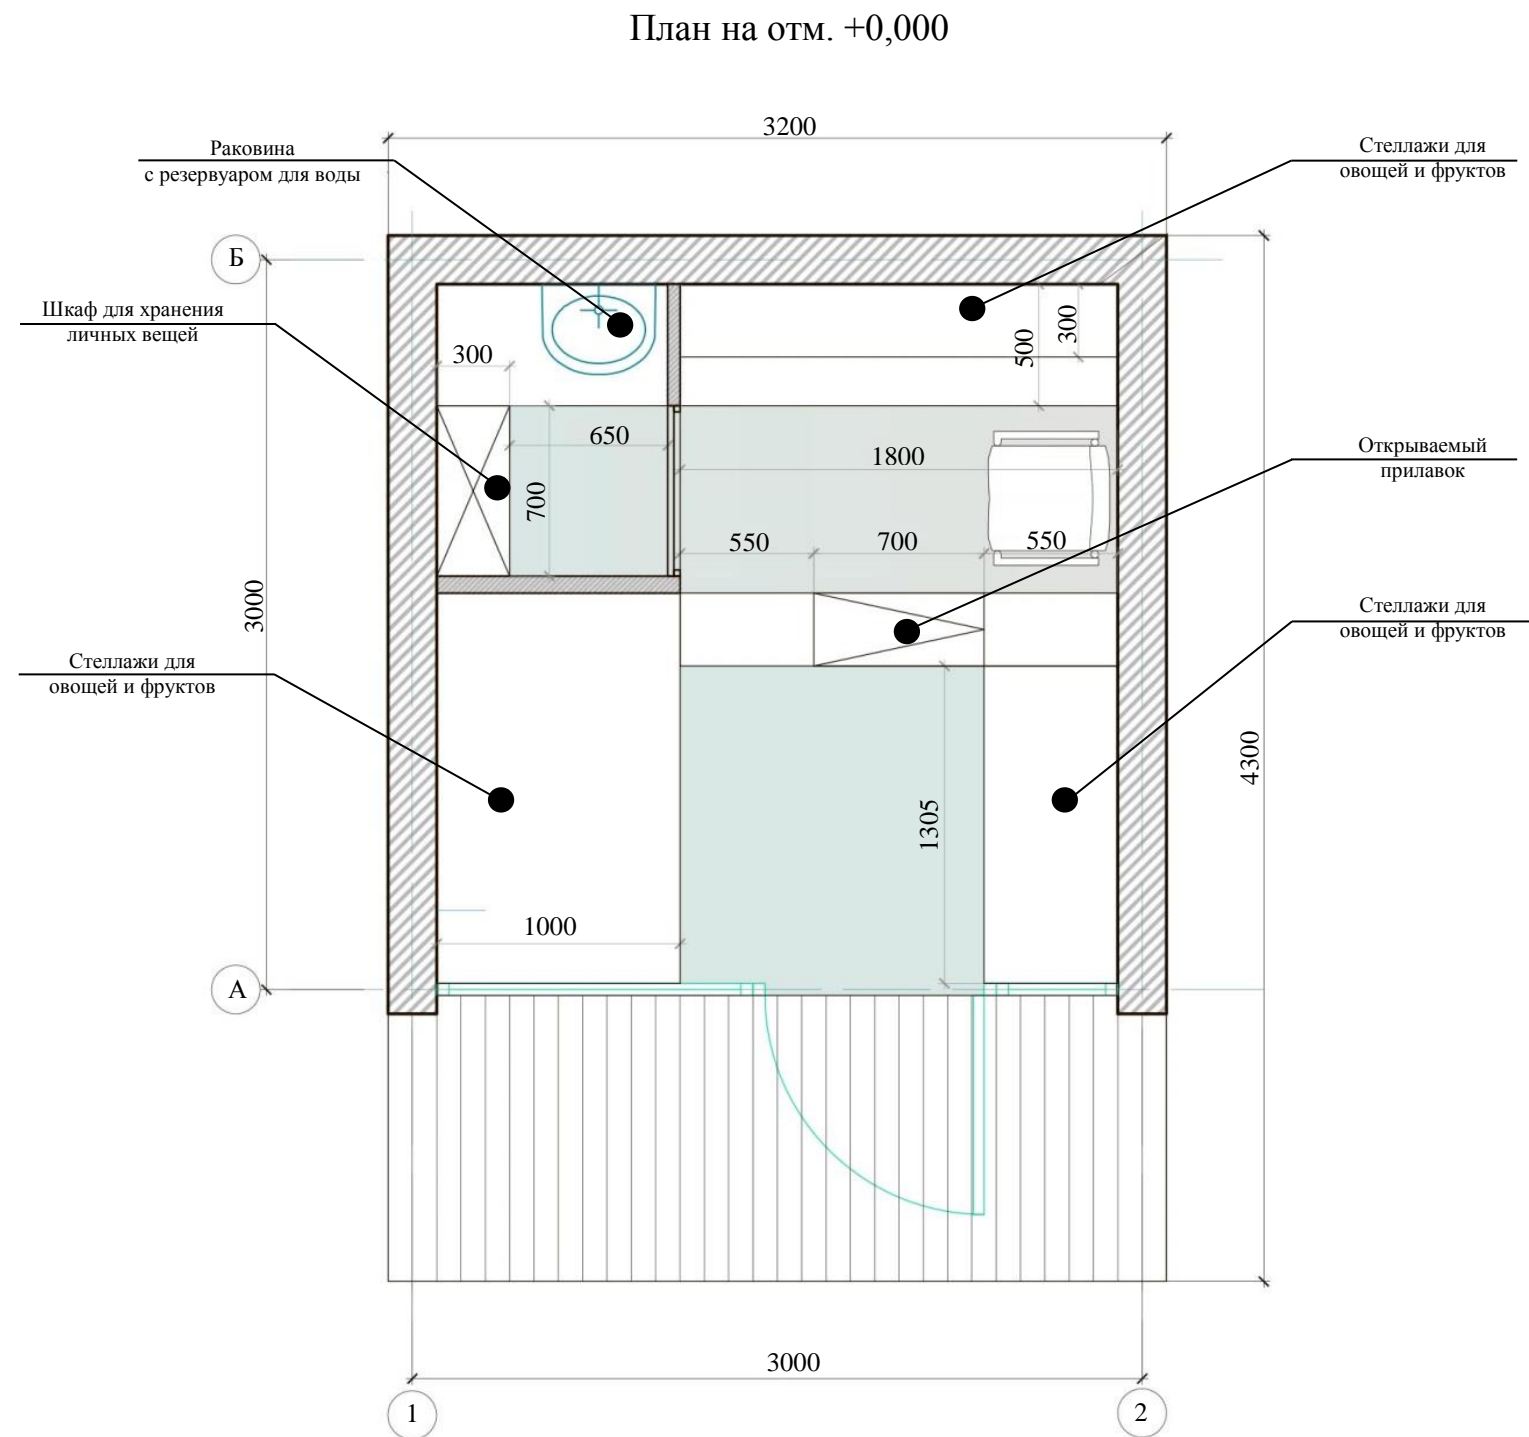 План на отм. +0,000
3200
Раковина
с резервуаром для воды
Стеллажи для
овощей и фруктов
Б
Шкаф для хранения
личных вещей
300
500
300
650
1800
Открываемый
прилавок
700
550
700
550
3000
Стеллажи для
овощей и фруктов
Стеллажи для
овощей и фруктов
4300
1305
1000
А
3000
1
2